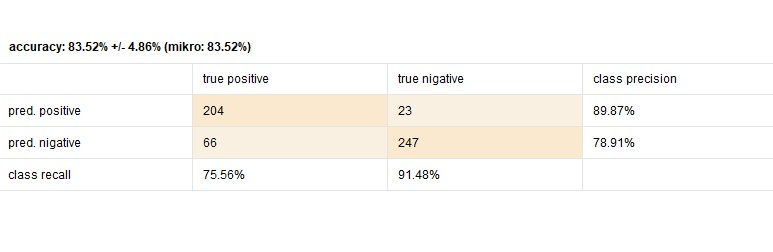 accuracy: 83.52% +/- 4.86% (mikro: 83.52%)
true positive true nigative class precision
pred. positive 204 23 89.87%
pred. nigative 66 247 78.91%
class recall 75.56% 91.48%